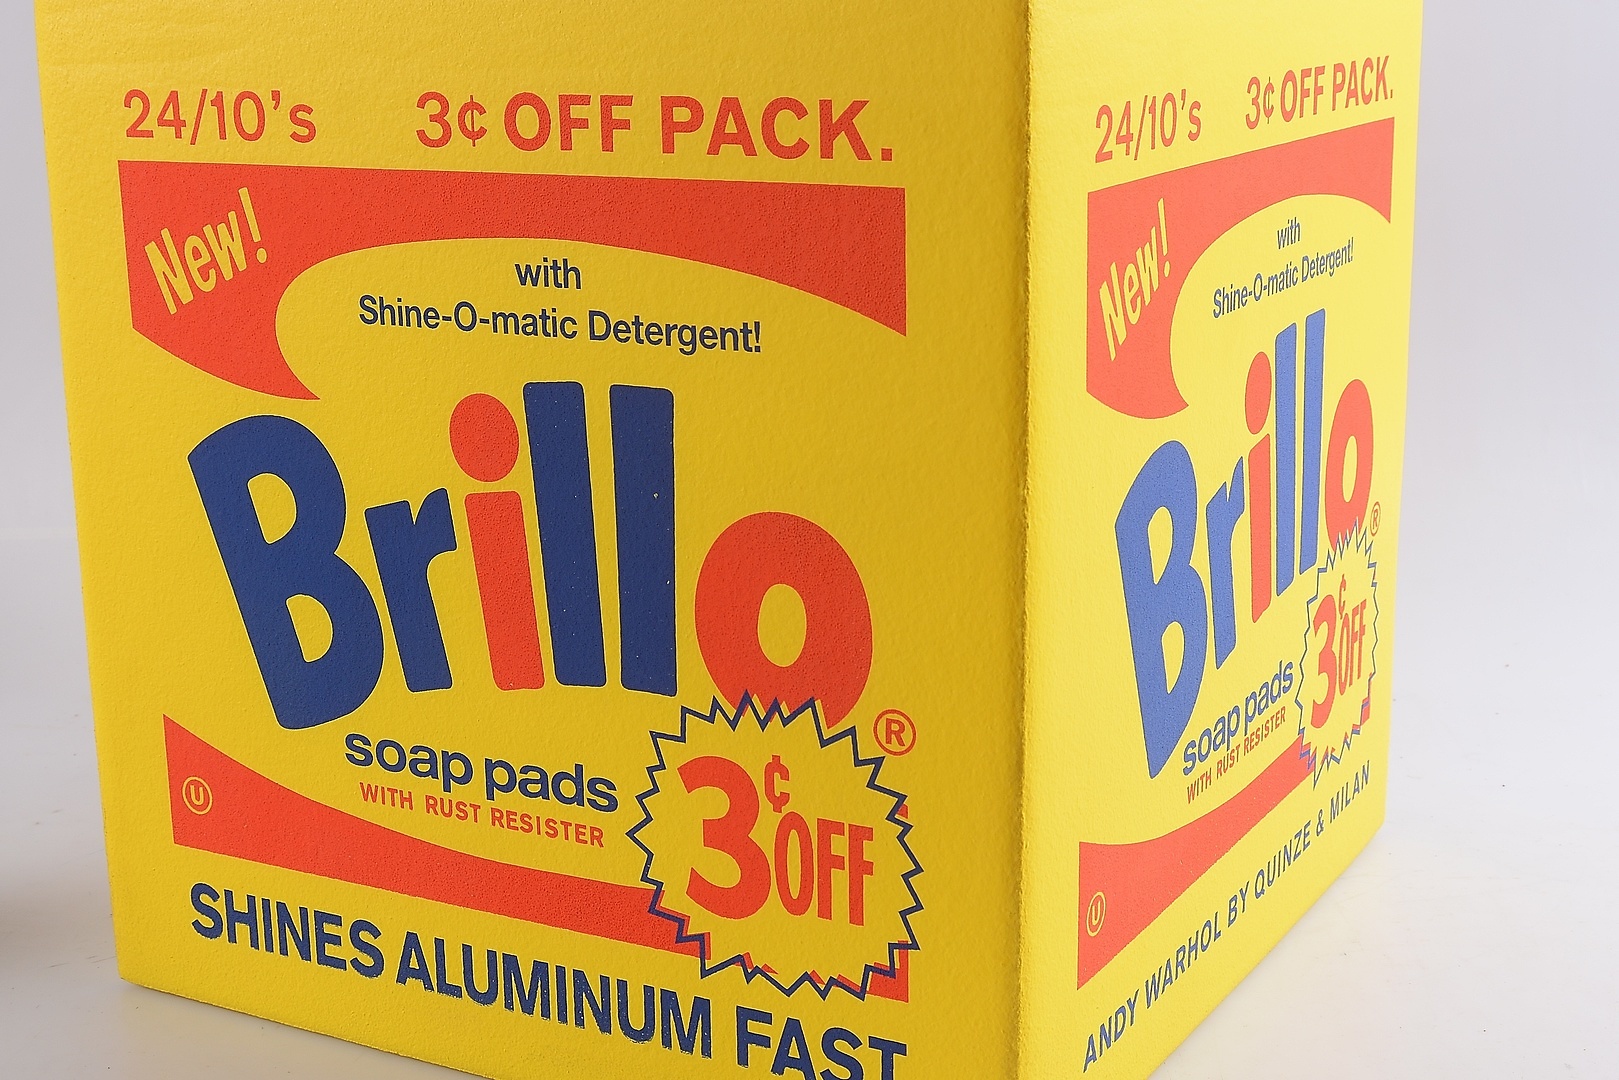 24/10's 3¢ OFF PACK.
New!
with
Shine-O-matic Detergent!
Brillo
®
soap pads
WITH RUST RESISTER
3¢ OFF
U
SHINES ALUMINUM FAST
24/10's 3¢ OFF PACK.
New!
with
Shine-O-matic Detergent!
Brillo
®
soap pads
WITH RUST RESISTER
3¢ OFF
U
ANDY WARHOL BY QUINZE & MILAN